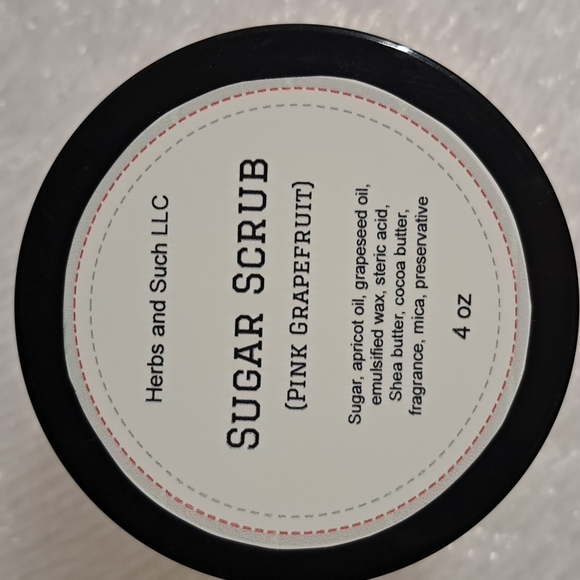 Herbs and Such LLC
SUGAR SCRUB
(PINK GRAPEFRUIT)
Sugar, apricot oil, grapeseed oil,
emulsified wax, steric acid,
Shea butter, cocoa butter,
fragrance, mica, preservative
4 oz